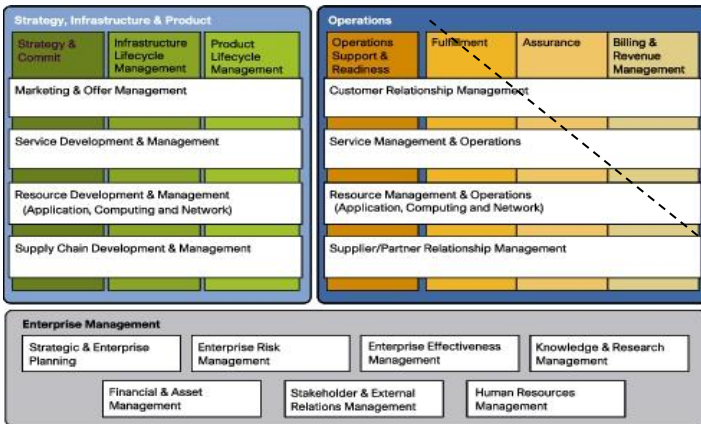 Strategy, Infrastructure & Product
Strategy &
Commit
Infrastructure
Lifecycle
Management
Product
Lifecycle
Management
Marketing & Offer Management
Service Development & Management
Resource Development & Management
(Application, Computing and Network)
Supply Chain Development & Management
Operations
Operations
Support &
Readiness
Fulfillment
Assurance
Billing &
Revenue
Management
Customer Relationship Management
Service Management & Operations
Resource Management & Operations
(Application, Computing and Network)
Supplier/Partner Relationship Management
Enterprise Management
Strategic & Enterprise
Planning
Enterprise Risk
Management
Enterprise Effectiveness
Management
Knowledge & Research
Management
Financial & Asset
Management
Stakeholder & External
Relations Management
Human Resources
Management